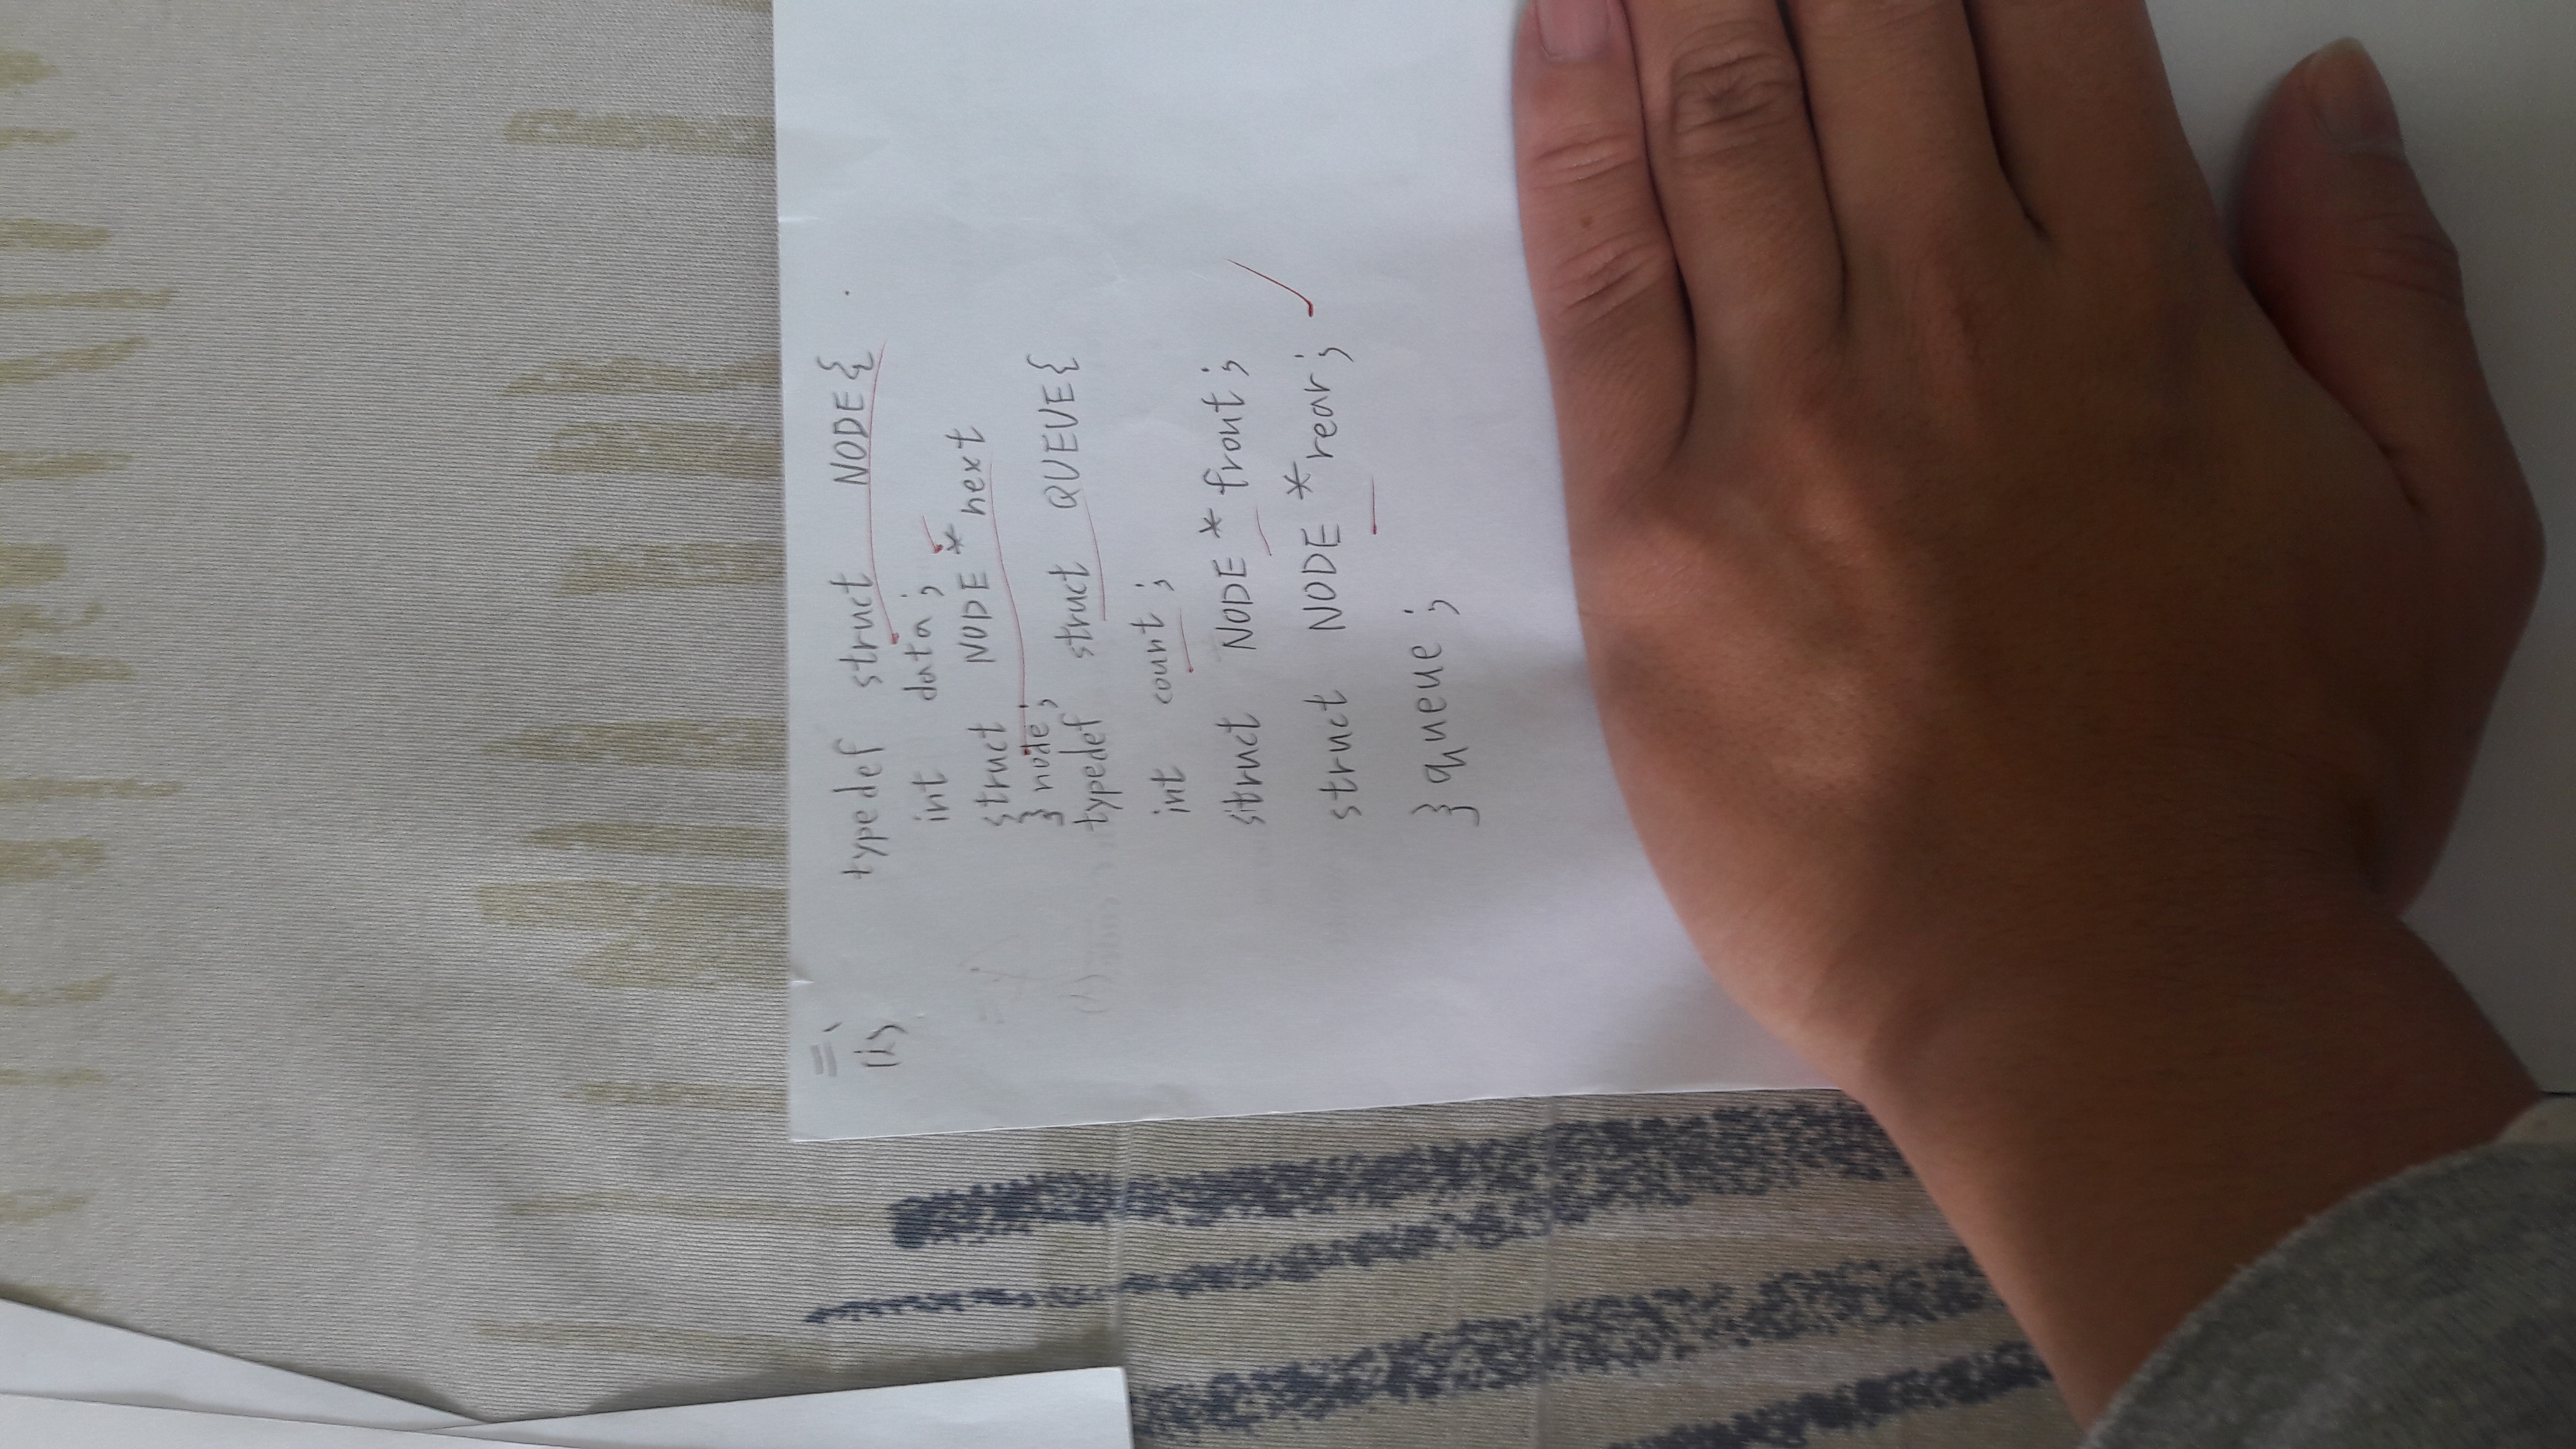 二、
(1) typedef struct NODE{
int data;
struct NODE *next
} node;
typedef struct QUEUE{
int count;
struct NODE *front;
struct NODE *rear;
} queue;